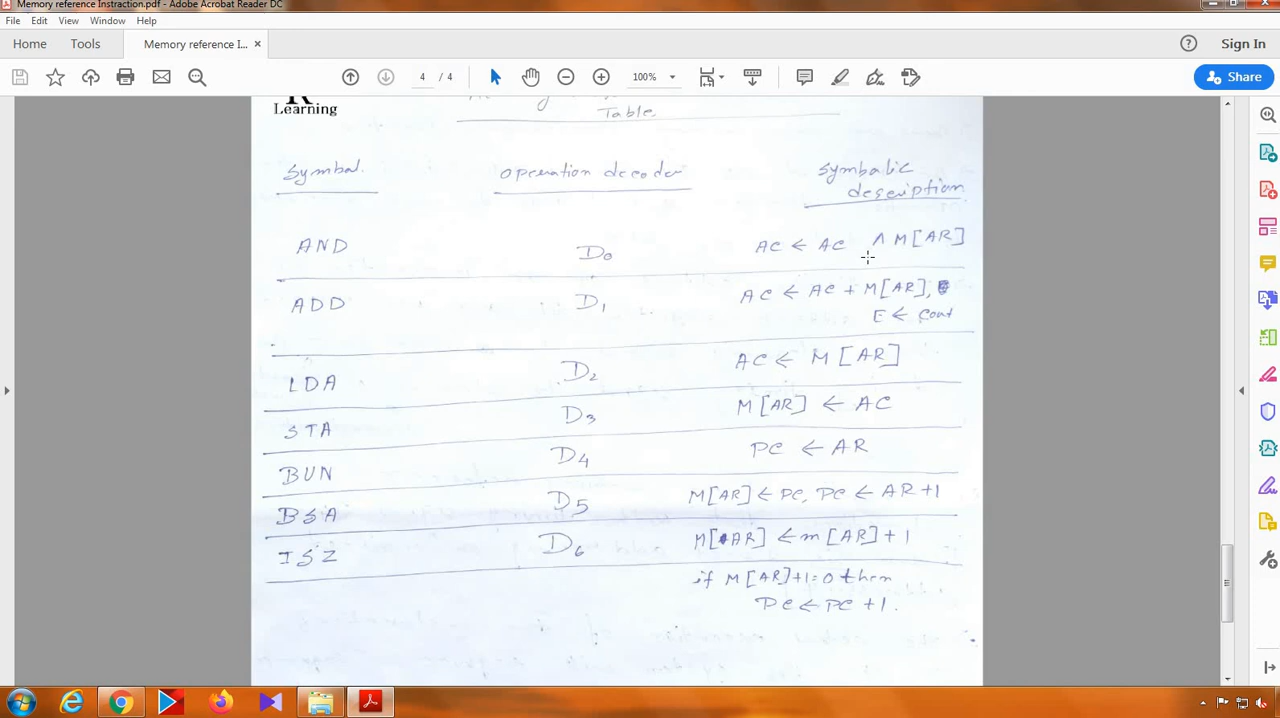 Memory reference Instraction.pdf - Adobe Acrobat Reader DC
File Edit View Window Help
Home Tools Memory reference I... × Sign In
4 / 4 100% Share
Learning
Table.
Symbal. operation decoder symbalic
description
AND D0 AC ← AC ∧ M[AR]
ADD D1 AC ← AC + M[AR],
E ← Cout
LDA D2 AC ← M [AR]
STA D3 M[AR] ← AC
BUN D4 PC ← AR
BSA D5 M[AR] ← PC, PC ← AR+1
ISZ D6 M[AR] ← m[AR]+1
if M[AR]+1=0 then
PC ← PC +1.